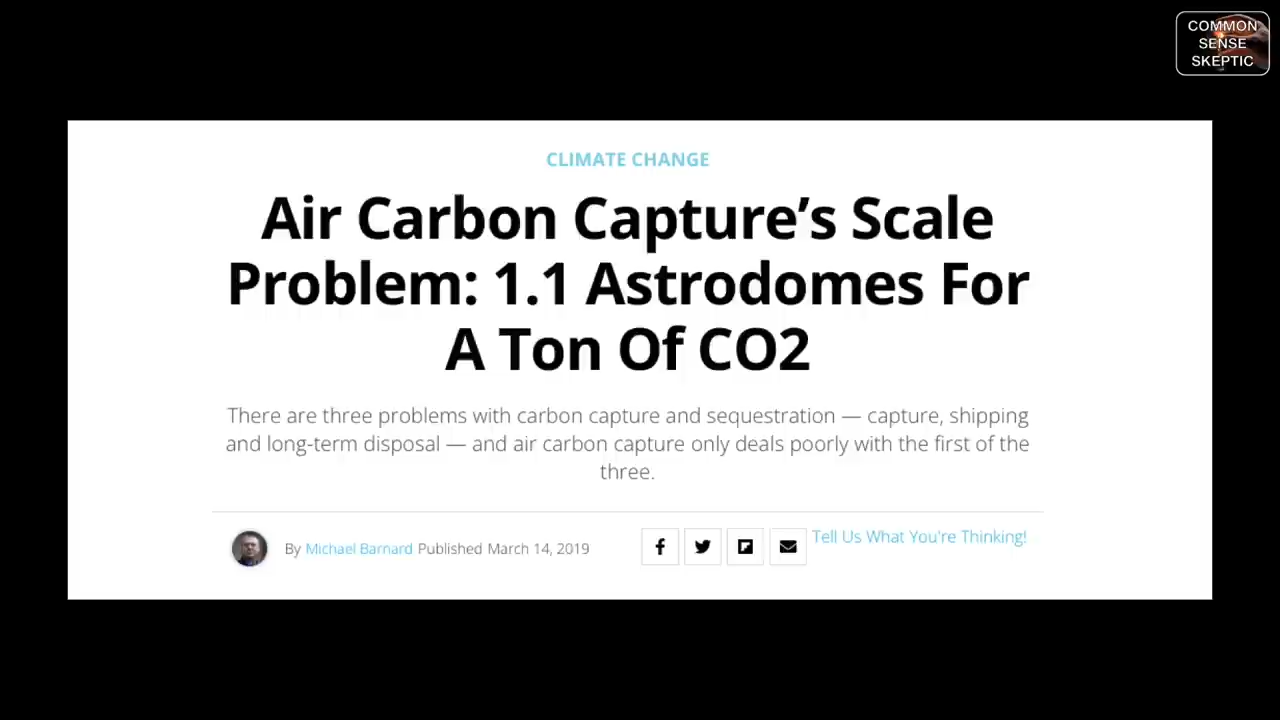 COMMON
SENSE
SKEPTIC
CLIMATE CHANGE
Air Carbon Capture’s Scale
Problem: 1.1 Astrodomes For
A Ton Of CO2
There are three problems with carbon capture and sequestration — capture, shipping
and long-term disposal — and air carbon capture only deals poorly with the first of the
three.
By Michael Barnard Published March 14, 2019
Tell Us What You're Thinking!